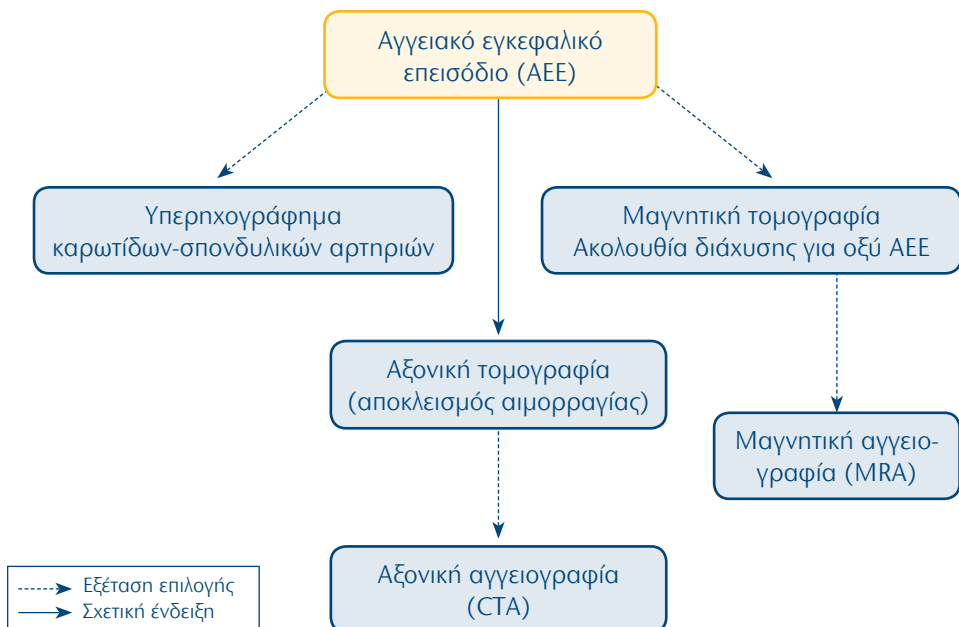 Αγγειακό εγκεφαλικό
επεισόδιο (ΑΕΕ)
Υπερηχογράφημα
καρωτίδων-σπονδυλικών αρτηριών
Μαγνητική τομογραφία
Ακολουθία διάχυσης για οξύ ΑΕΕ
Αξονική τομογραφία
(αποκλεισμός αιμορραγίας)
Μαγνητική αγγειο-
γραφία (MRA)
Αξονική αγγειογραφία
(CTA)
Εξέταση επιλογής
Σχετική ένδειξη